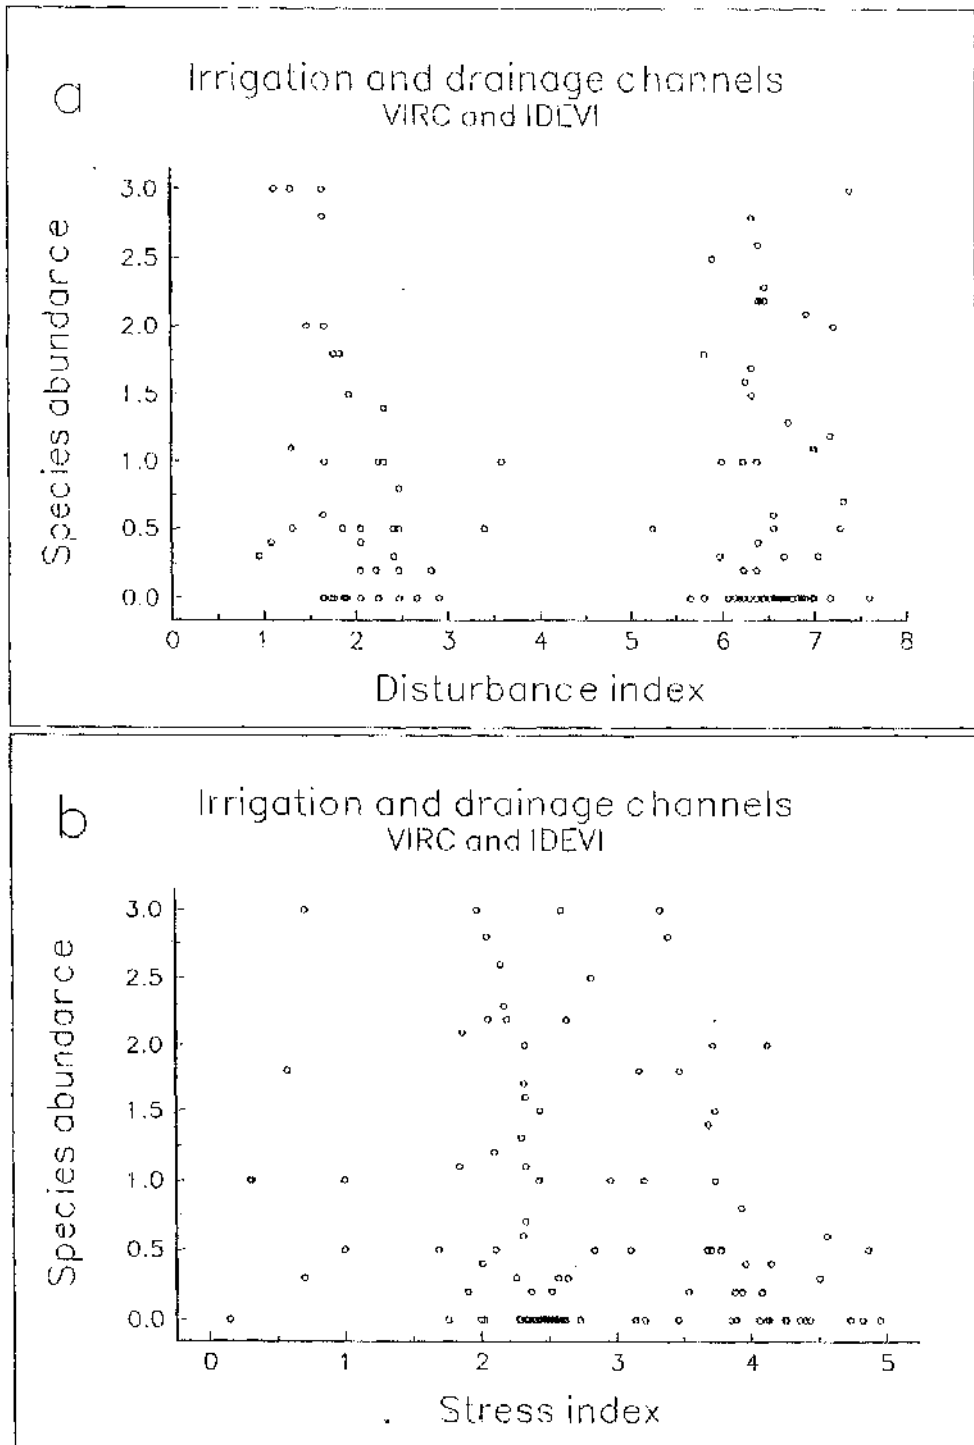 a
Irrigation and drainage channels
VIRC and IDEVI
Species abundance
3.0
2.5
2.0
1.5
1.0
0.5
0.0
0 1 2 3 4 5 6 7 8
Disturbance index
b
Irrigation and drainage channels
VIRC and IDEVI
Species abundance
3.0
2.5
2.0
1.5
1.0
0.5
0.0
0 1 2 3 4 5
Stress index